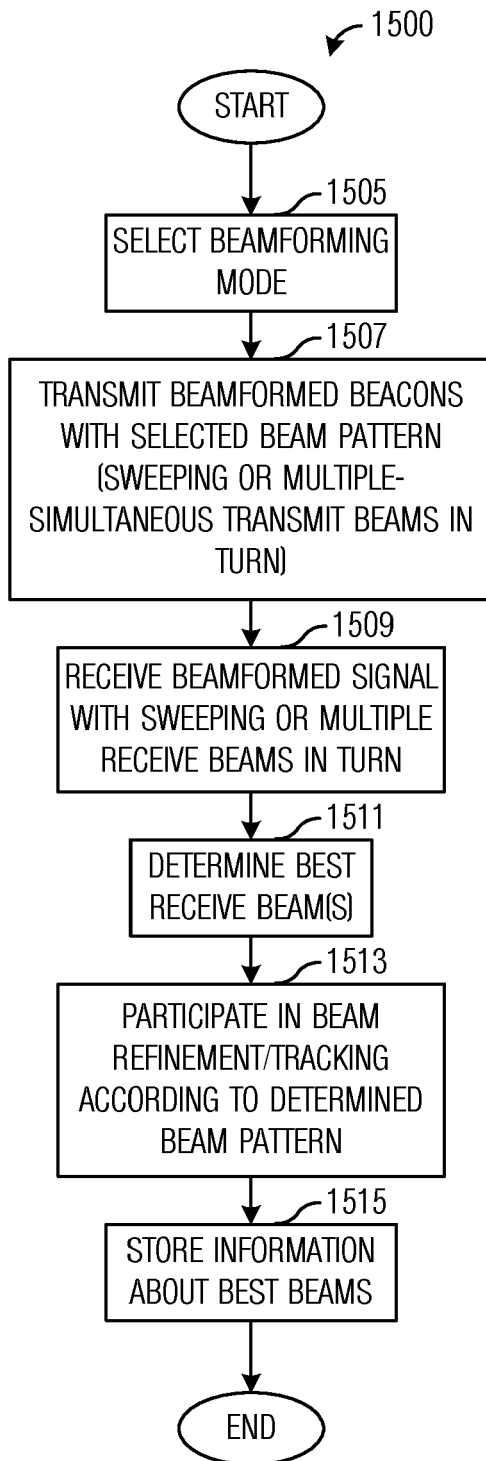 1500
START
1505
SELECT BEAMFORMING
MODE
1507
TRANSMIT BEAMFORMED BEACONS
WITH SELECTED BEAM PATTERN
(SWEEPING OR MULTIPLE-
SIMULTANEOUS TRANSMIT BEAMS IN
TURN)
1509
RECEIVE BEAMFORMED SIGNAL
WITH SWEEPING OR MULTIPLE
RECEIVE BEAMS IN TURN
1511
DETERMINE BEST
RECEIVE BEAM(S)
1513
PARTICIPATE IN BEAM
REFINEMENT/TRACKING
ACCORDING TO DETERMINED
BEAM PATTERN
1515
STORE INFORMATION
ABOUT BEST BEAMS
END